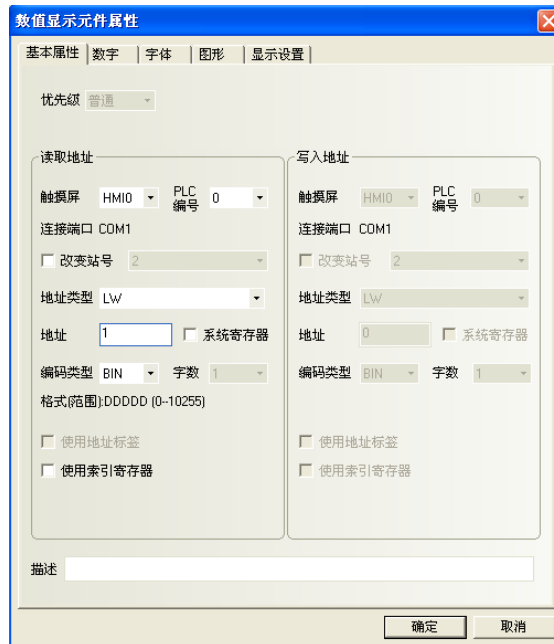 数值显示元件属性
基本属性 数字 字体 图形 显示设置
优先级 普通
读取地址
触摸屏 HMI0 PLC编号 0
连接端口 COM1
改变站号 2
地址类型 LW
地址 1 系统寄存器
编码类型 BIN 字数 1
格式(范围):DDDDD (0--10255)
使用地址标签
使用索引寄存器
写入地址
触摸屏 HMI0 PLC编号 0
连接端口 COM1
改变站号 2
地址类型 LW
地址 0 系统寄存器
编码类型 BIN 字数 1
使用地址标签
使用索引寄存器
描述
确定 取消